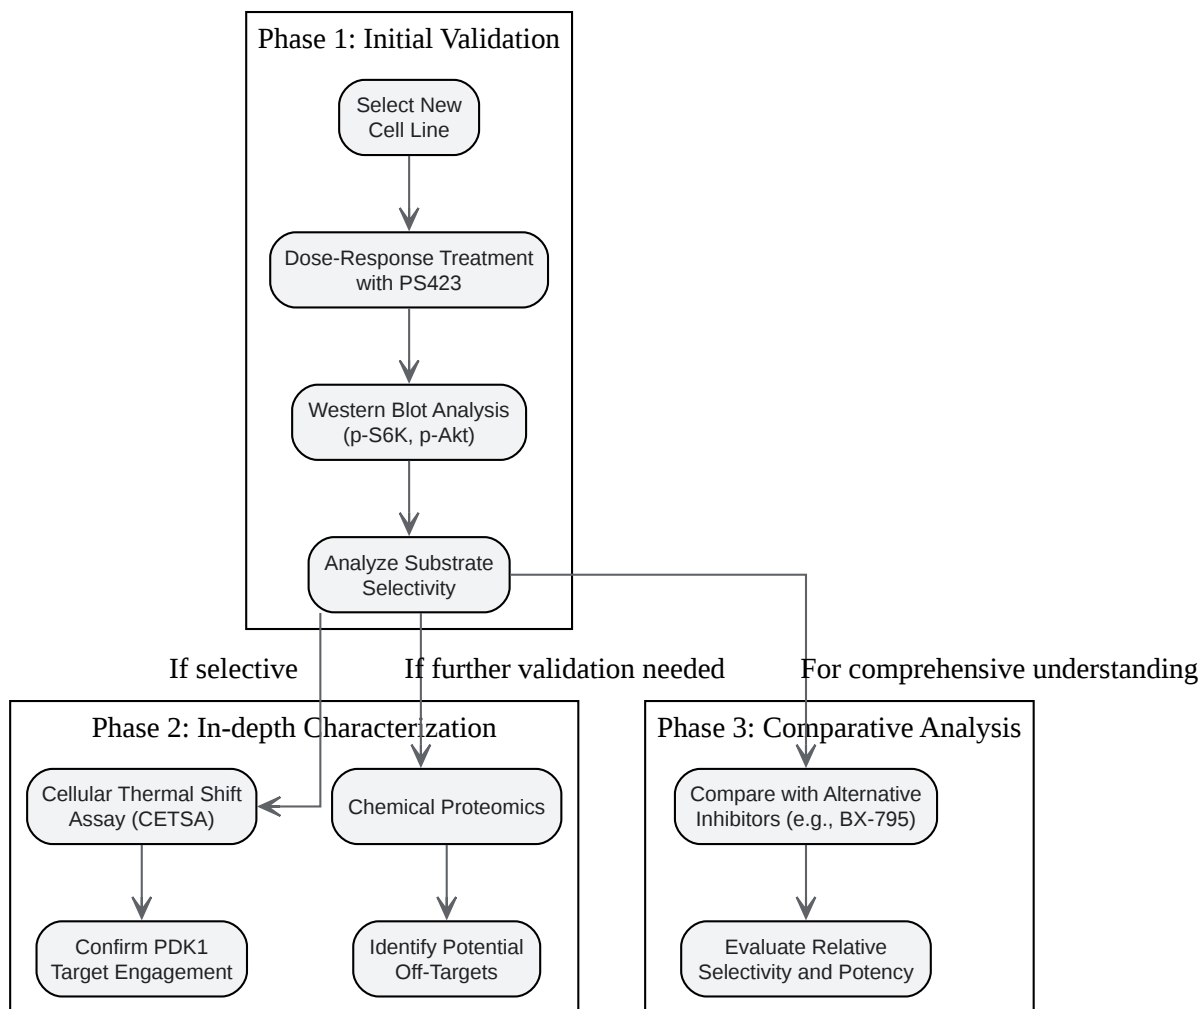 Phase 1: Initial Validation
Select New
Cell Line
Dose-Response Treatment
with PS423
Western Blot Analysis
(p-S6K, p-Akt)
Analyze Substrate
Selectivity
If selective
If further validation needed
For comprehensive understanding
Phase 2: In-depth Characterization
Cellular Thermal Shift
Assay (CETSA)
Chemical Proteomics
Confirm PDK1
Target Engagement
Identify Potential
Off-Targets
Phase 3: Comparative Analysis
Compare with Alternative
Inhibitors (e.g., BX-795)
Evaluate Relative
Selectivity and Potency